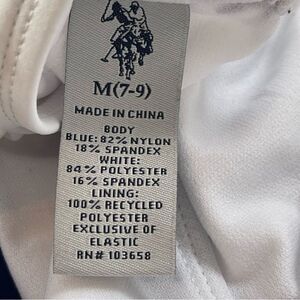 M(7-9)
MADE IN CHINA
BODY
BLUE: 82% NYLON
18% SPANDEX
WHITE:
84% POLYESTER
16% SPANDEX
LINING:
100% RECYCLED
POLYESTER
EXCLUSIVE OF
ELASTIC
RN# 103658